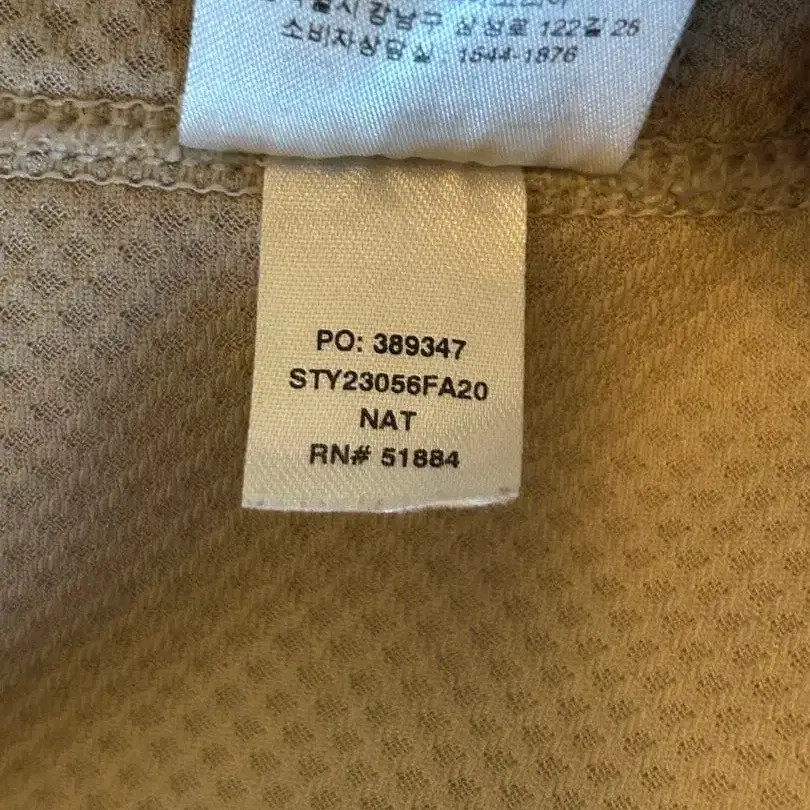 시 강남구 삼성로 122길 26
소비자상담실 : 1544-1876
PO: 389347
STY23056FA20
NAT
RN# 51884